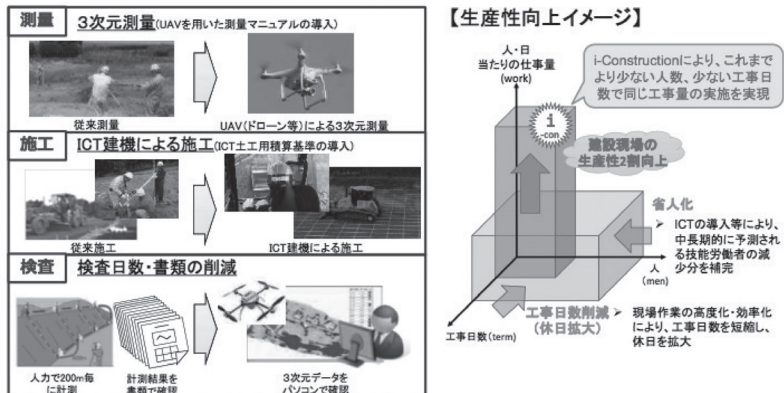 測量
3次元測量(UAVを用いた測量マニュアルの導入)
従来測量
UAV(ドローン等)による3次元測量
施工
ICT建機による施工(ICT土工用積算基準の導入)
従来施工
ICT建機による施工
検査
検査日数・書類の削減
人力で200m毎
に計測
計測結果を
書類で確認
3次元データを
パソコンで確認
【生産性向上イメージ】
人・日
当たりの仕事量
(work)
i-Constructionにより、これまで
より少ない人数、少ない工事日
数で同じ工事量の実施を実現
i
-con
建設現場の
生産性2割向上
省人化
➢ ICTの導入等により、
中長期的に予測され
る技能労働者の減
少分を補完
人
(men)
工事日数削減
(休日拡大)
工事日数(term)
➢ 現場作業の高度化・効率化
により、工事日数を短縮し、
休日を拡大